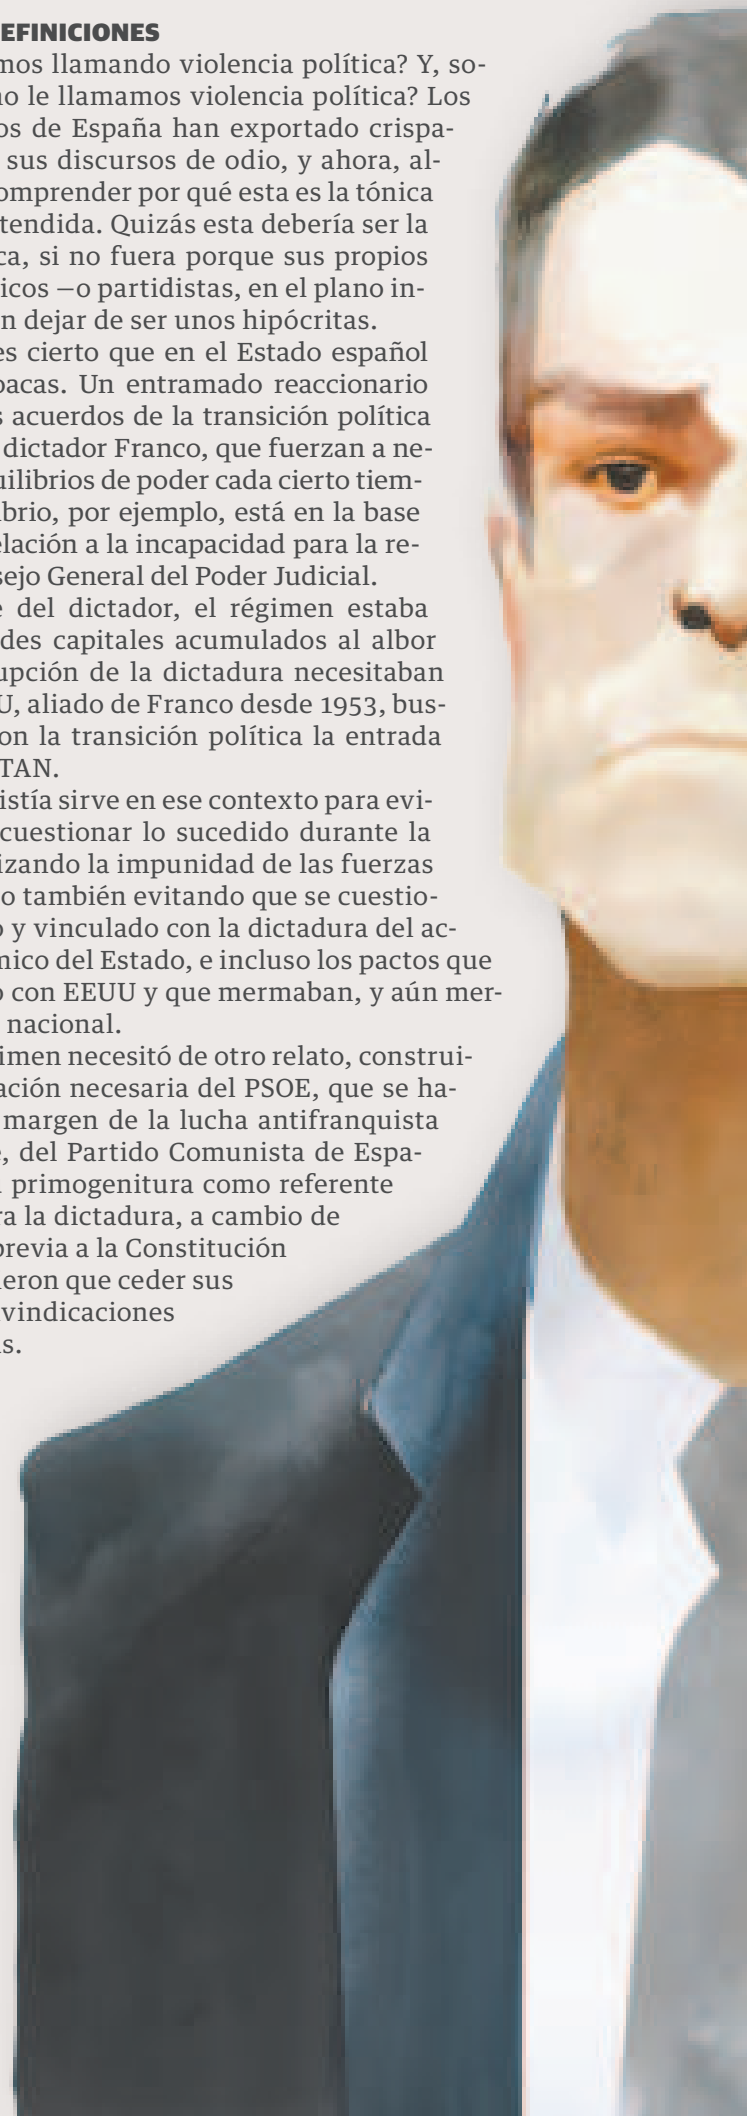 EFINICIONES
mos llamando violencia política? Y, so-
no le llamamos violencia política? Los
os de España han exportado crispa-
sus discursos de odio, y ahora, al-
omprender por qué esta es la tónica
tendida. Quizás esta debería ser la
ca, si no fuera porque sus propios
icos —o partidistas, en el plano in-
n dejar de ser unos hipócritas.
es cierto que en el Estado español
pacas. Un entramado reaccionario
s acuerdos de la transición política
dictador Franco, que fuerzan a ne-
uilibrios de poder cada cierto tiem-
brio, por ejemplo, está en la base
elación a la incapacidad para la re-
sejo General del Poder Judicial.
e del dictador, el régimen estaba
des capitales acumulados al albor
upción de la dictadura necesitaban
U, aliado de Franco desde 1953, bus-
on la transición política la entrada
TAN.
istía sirve en ese contexto para evi-
cuestionar lo sucedido durante la
izando la impunidad de las fuerzas
o también evitando que se cuestio-
o y vinculado con la dictadura del ac-
mico del Estado, e incluso los pactos que
o con EEUU y que mermaban, y aún mer-
nacional.
imen necesitó de otro relato, construi-
ación necesaria del PSOE, que se ha-
margen de la lucha antifranquista
e, del Partido Comunista de Espa-
a primogenitura como referente
ra la dictadura, a cambio de
previa a la Constitución
ieron que ceder sus
vindicaciones
as.